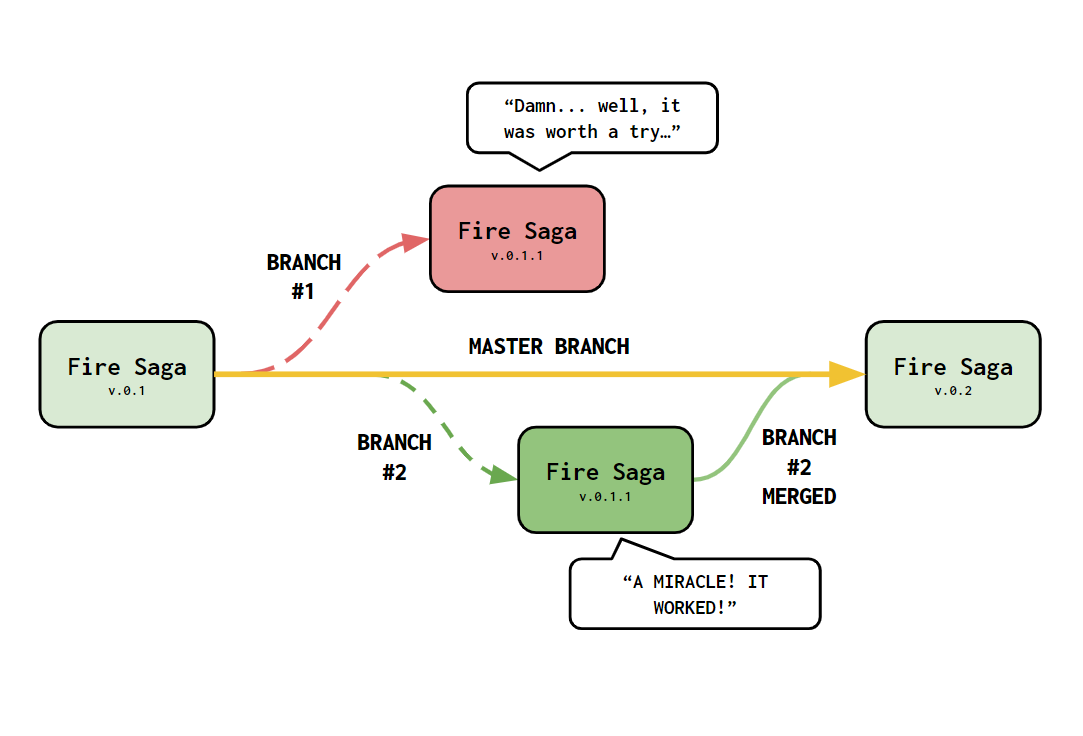 “Damn... well, it
was worth a try…”
Fire Saga
v.0.1.1
BRANCH
#1
MASTER BRANCH
Fire Saga
v.0.1
Fire Saga
v.0.2
BRANCH
#2
Fire Saga
v.0.1.1
BRANCH
#2
MERGED
“A MIRACLE! IT
WORKED!”